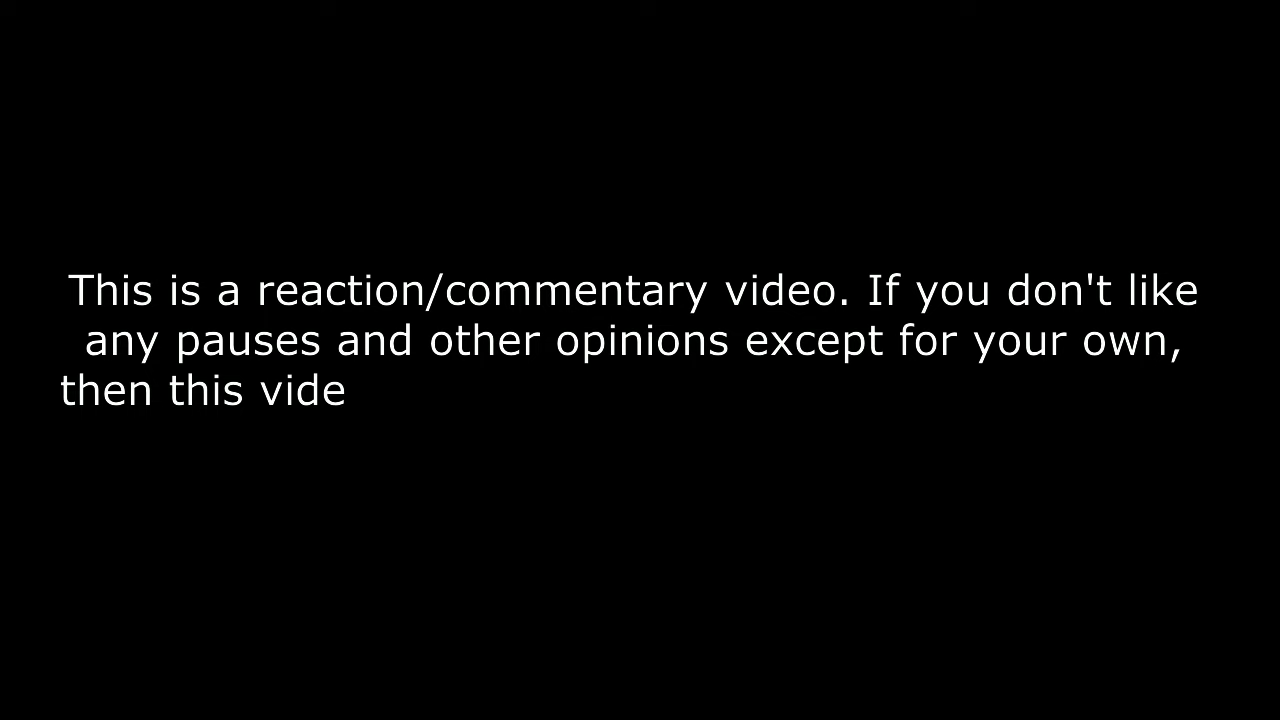 This is a reaction/commentary video. If you don't like
any pauses and other opinions except for your own,
then this vide